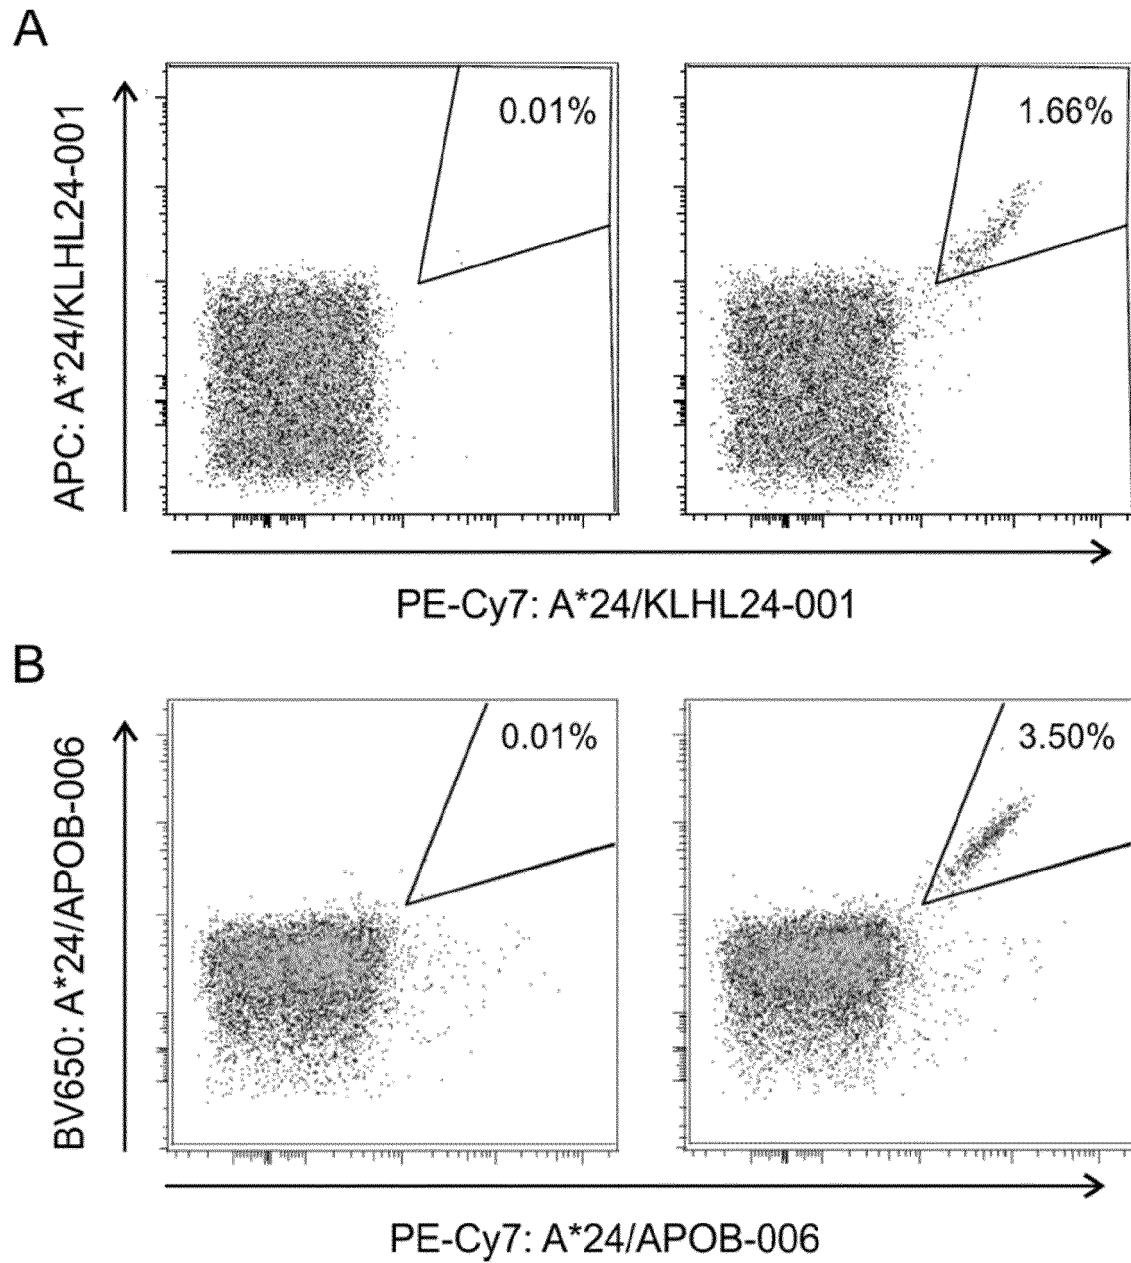 A
0.01%
1.66%
APC: A*24/KLHL24-001
PE-Cy7: A*24/KLHL24-001
B
0.01%
3.50%
BV650: A*24/APOB-006
PE-Cy7: A*24/APOB-006